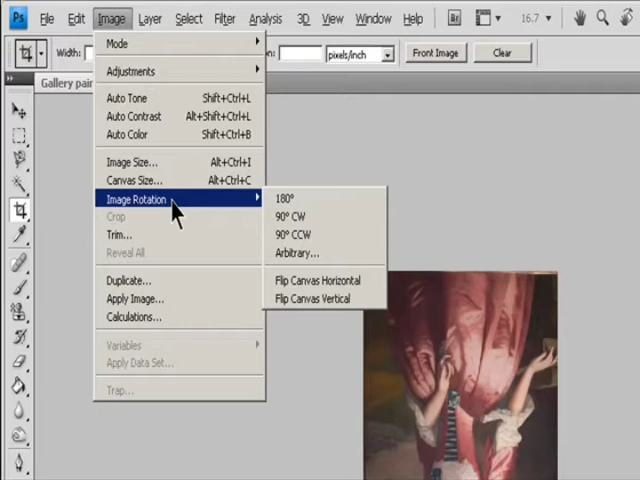 Ps File Edit Image Layer Select Filter Analysis 3D View Window Help Br 16.7
Width: pixels/inch Front Image Clear
Gallery pain
Mode
Adjustments
Auto Tone Shift+Ctrl+L
Auto Contrast Alt+Shift+Ctrl+L
Auto Color Shift+Ctrl+B
Image Size... Alt+Ctrl+I
Canvas Size... Alt+Ctrl+C
Image Rotation
Crop
Trim...
Reveal All
Duplicate...
Apply Image...
Calculations...
Variables
Apply Data Set...
Trap...
180°
90° CW
90° CCW
Arbitrary...
Flip Canvas Horizontal
Flip Canvas Vertical